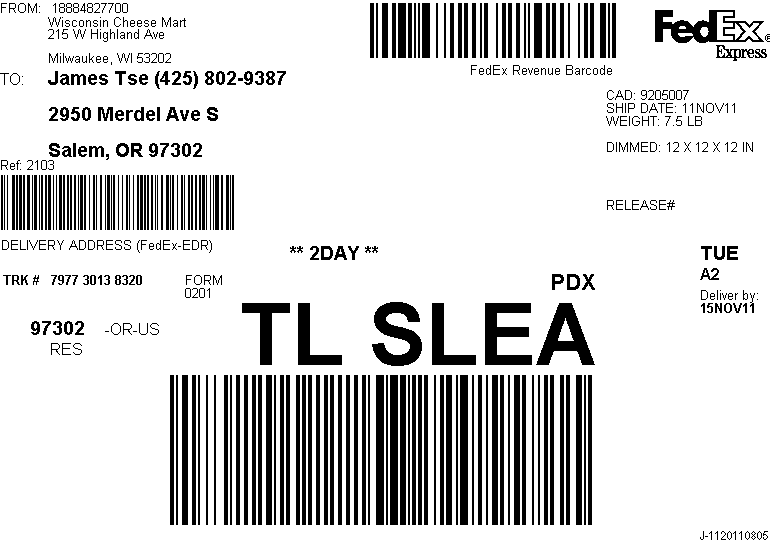 FROM: 18884827700
Wisconsin Cheese Mart
215 W Highland Ave
Milwaukee, WI 53202
TO: James Tse (425) 802-9387
2950 Merdel Ave S
Salem, OR 97302
Ref: 2103
FedEx Revenue Barcode
FedEx®
Express
CAD: 9205007
SHIP DATE: 11NOV11
WEIGHT: 7.5 LB
DIMMED: 12 X 12 X 12 IN
RELEASE#
DELIVERY ADDRESS (FedEx-EDR)
** 2DAY **
TUE
A2
Deliver by:
15NOV11
TRK # 7977 3013 8320 FORM
0201
PDX
97302 -OR-US
RES
TL SLEA
J-1120110805